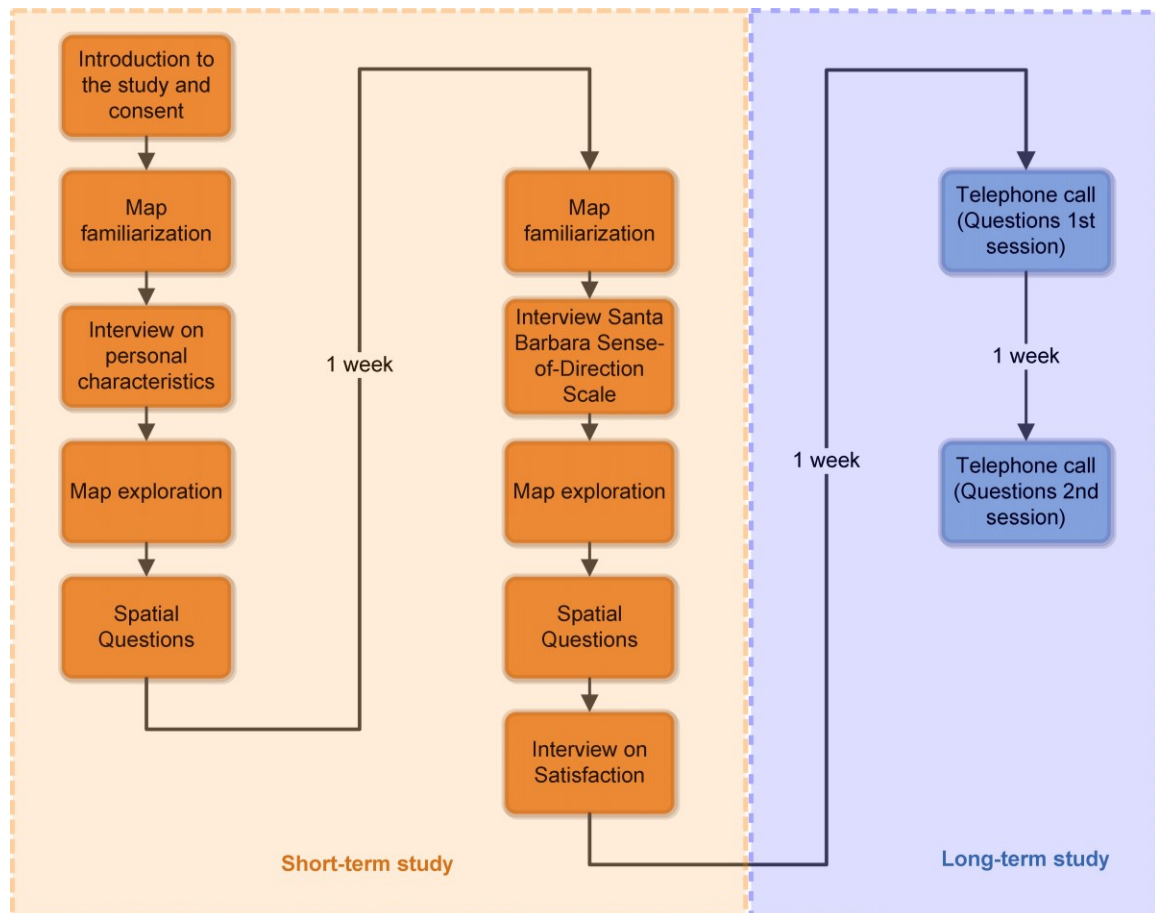 Introduction to
the study and
consent
Map
familiarization
Interview on
personal
characteristics
Map exploration
Spatial
Questions
1 week
Map
familiarization
Interview Santa
Barbara Sense-
of-Direction
Scale
Map exploration
Spatial
Questions
Interview on
Satisfaction
Short-term study
1 week
Telephone call
(Questions 1st
session)
1 week
Telephone call
(Questions 2nd
session)
Long-term study